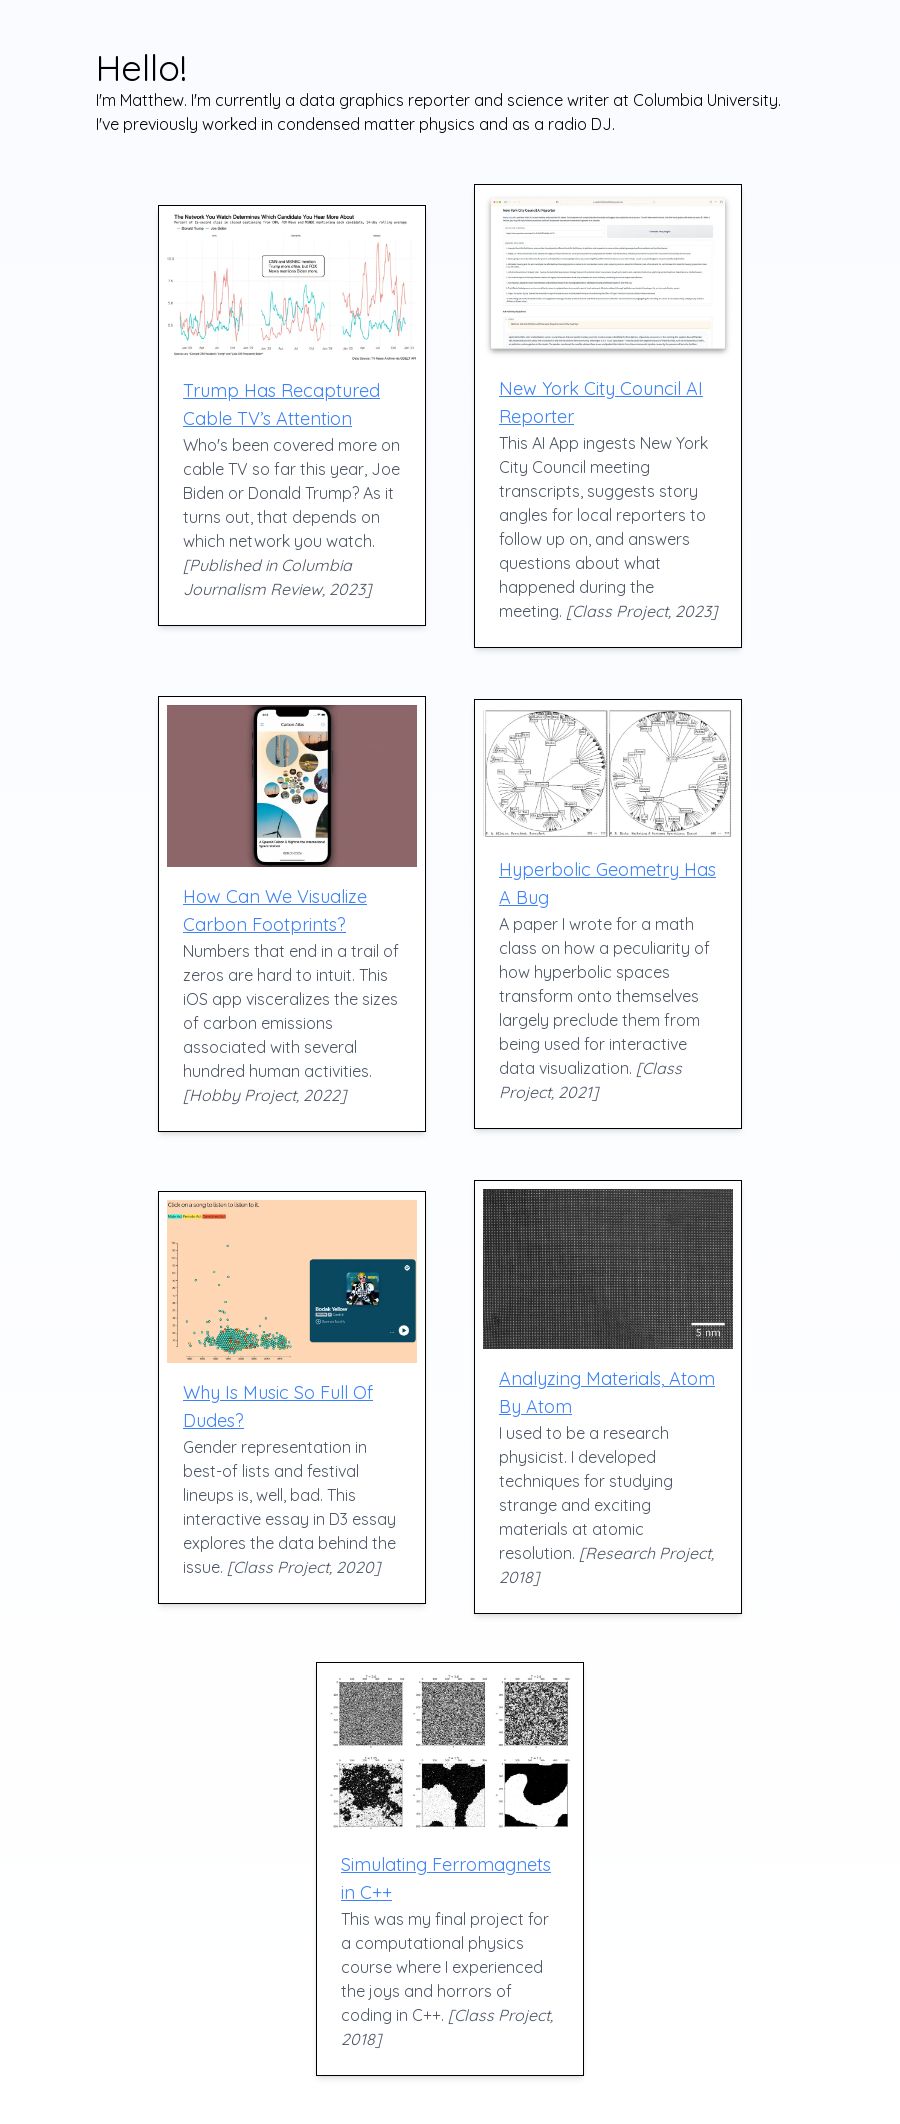 Hello!
I'm Matthew. I'm currently a data graphics reporter and science writer at Columbia University.
I've previously worked in condensed matter physics and as a radio DJ.
The Network You Watch Determines Which Candidate You Hear More About
Donald Trump
Joe Biden
CNN and MSNBC mention
Trump more often, but FOX
News mentions Biden more.
Trump Has Recaptured
Cable TV's Attention
Who's been covered more on
cable TV so far this year, Joe
Biden or Donald Trump? As it
turns out, that depends on
which network you watch.
[Published in Columbia
Journalism Review, 2023]
New York City Council AI Reporter
New York City Council AI
Reporter
This AI App ingests New York
City Council meeting
transcripts, suggests story
angles for local reporters to
follow up on, and answers
questions about what
happened during the
meeting. [Class Project, 2023]
Carbon Atlas
How Can We Visualize
Carbon Footprints?
Numbers that end in a trail of
zeros are hard to intuit. This
iOS app visceralizes the sizes
of carbon emissions
associated with several
hundred human activities.
[Hobby Project, 2022]
Hyperbolic Geometry Has
A Bug
A paper I wrote for a math
class on how a peculiarity of
how hyperbolic spaces
transform onto themselves
largely preclude them from
being used for interactive
data visualization. [Class
Project, 2021]
Click on a song to listen to listen to it.
Bodak Yellow
Why Is Music So Full Of
Dudes?
Gender representation in
best-of lists and festival
lineups is, well, bad. This
interactive essay in D3 essay
explores the data behind the
issue. [Class Project, 2020]
5 nm
Analyzing Materials, Atom
By Atom
I used to be a research
physicist. I developed
techniques for studying
strange and exciting
materials at atomic
resolution. [Research Project,
2018]
Simulating Ferromagnets
in C++
This was my final project for
a computational physics
course where I experienced
the joys and horrors of
coding in C++. [Class Project,
2018]